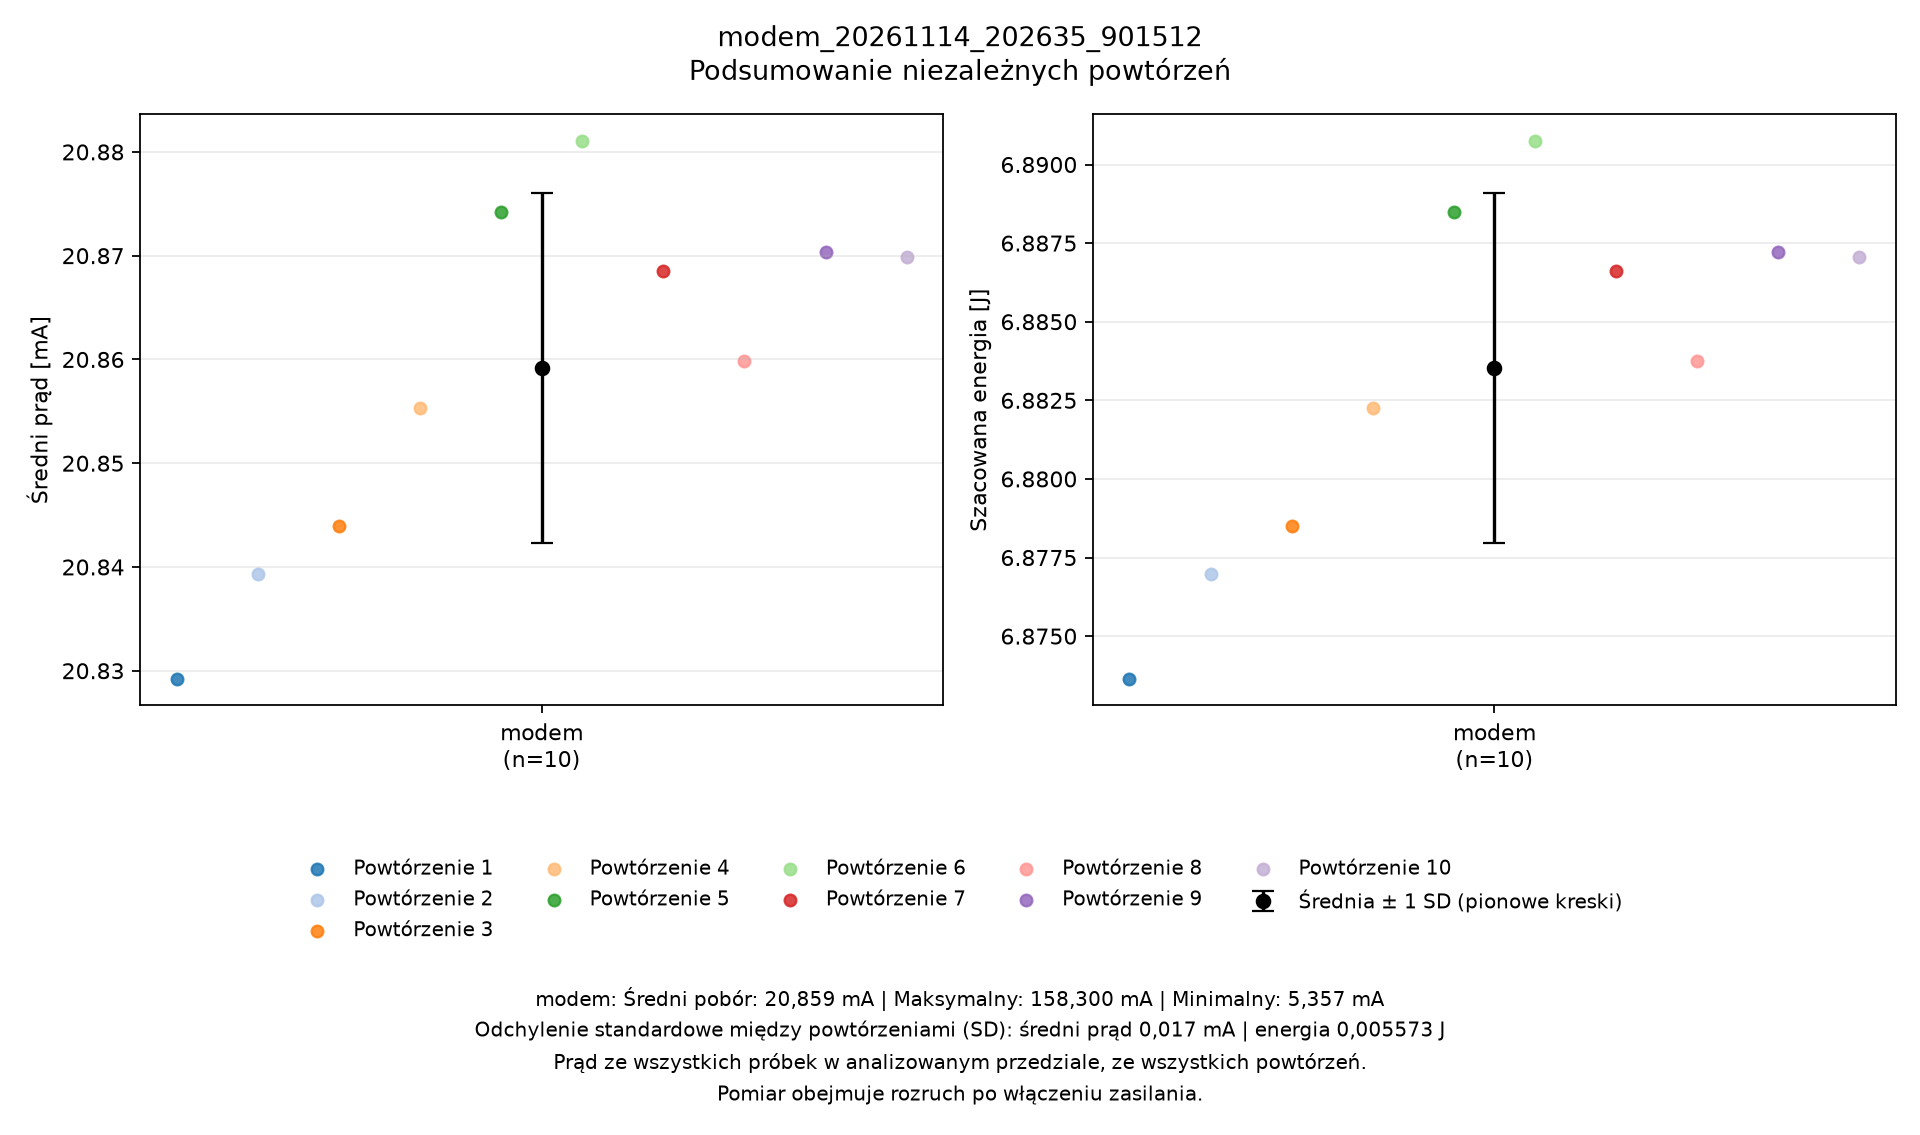 modem_20261114_202635_901512
Podsumowanie niezależnych powtórzeń
Średni prąd [mA]
20.88
20.87
20.86
20.85
20.84
20.83
modem
(n=10)
Szacowana energia [J]
6.8900
6.8875
6.8850
6.8825
6.8800
6.8775
6.8750
modem
(n=10)
Powtórzenie 1
Powtórzenie 2
Powtórzenie 3
Powtórzenie 4
Powtórzenie 5
Powtórzenie 6
Powtórzenie 7
Powtórzenie 8
Powtórzenie 9
Powtórzenie 10
Średnia ± 1 SD (pionowe kreski)
modem: Średni pobór: 20,859 mA | Maksymalny: 158,300 mA | Minimalny: 5,357 mA
Odchylenie standardowe między powtórzeniami (SD): średni prąd 0,017 mA | energia 0,005573 J
Prąd ze wszystkich próbek w analizowanym przedziale, ze wszystkich powtórzeń.
Pomiar obejmuje rozruch po włączeniu zasilania.